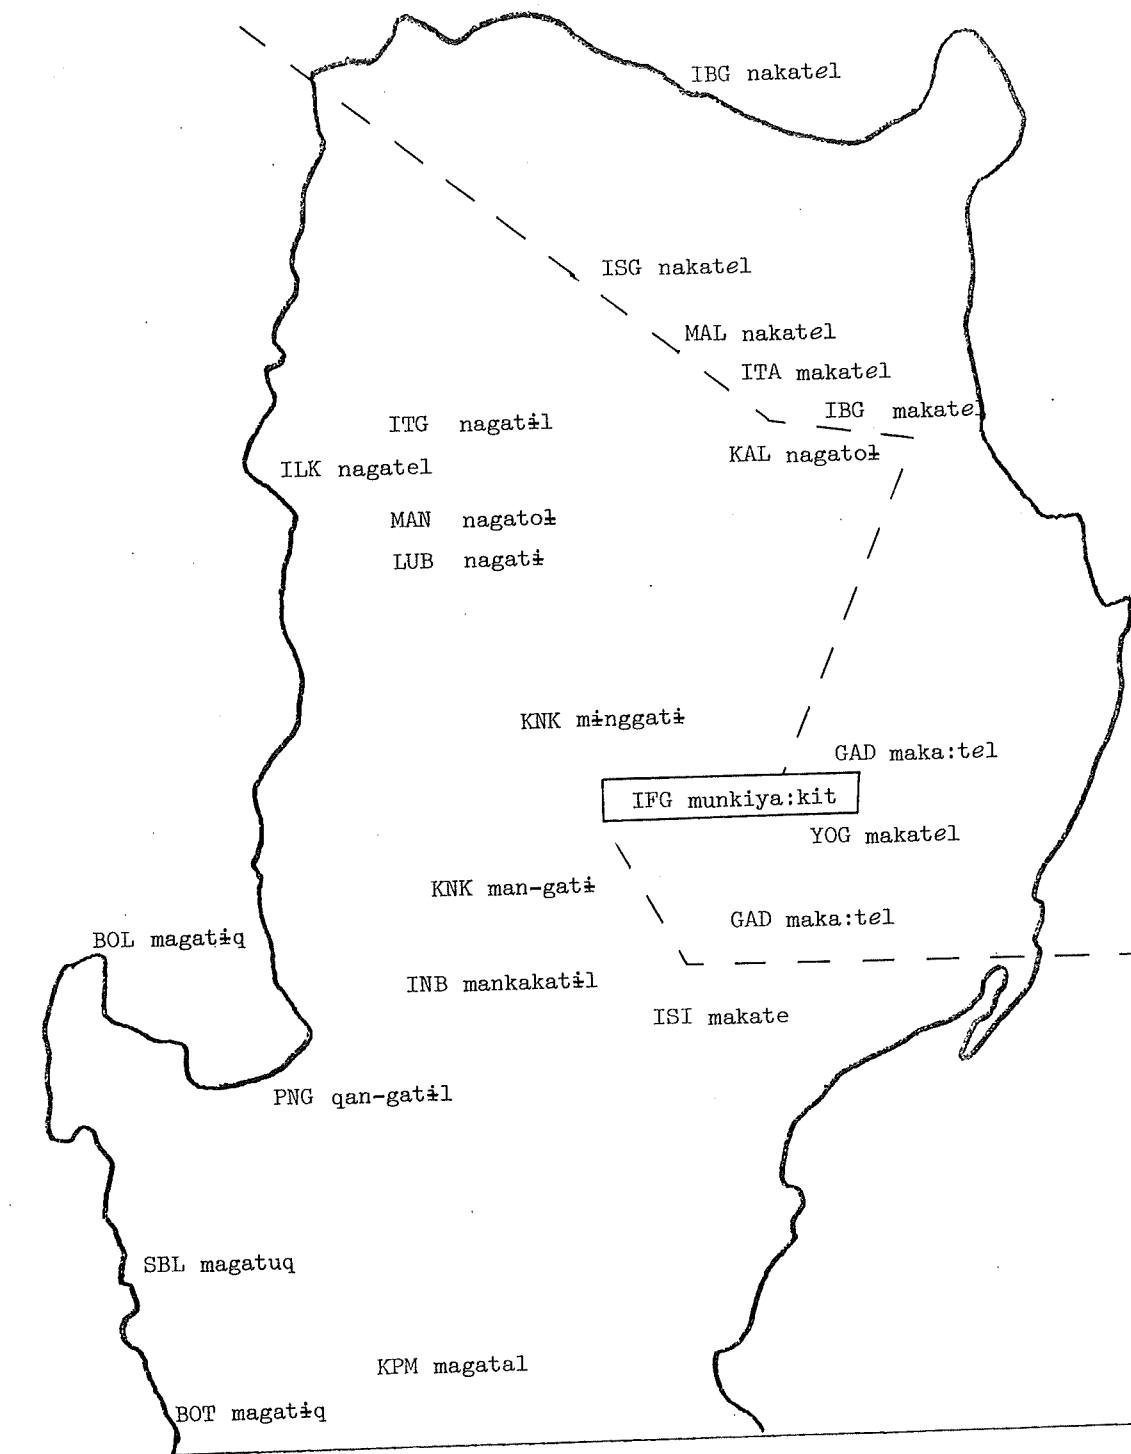 IBG nakatel
ISG nakatel
MAL nakatel
ITA makatel
IBG makatel
ITG nagatɨl
KAL nagatoɫ
ILK nagatel
MAN nagatoɫ
LUB nagatɨ
KNK mɨnggatɨ
GAD maka:tel
IFG munkiya:kit
YOG makatel
KNK man-gatɨ
GAD maka:tel
BOL magatɨq
INB mankakatɨl
ISI makate
PNG qan-gatɨl
SBL magatuq
KPM magatal
BOT magatɨq